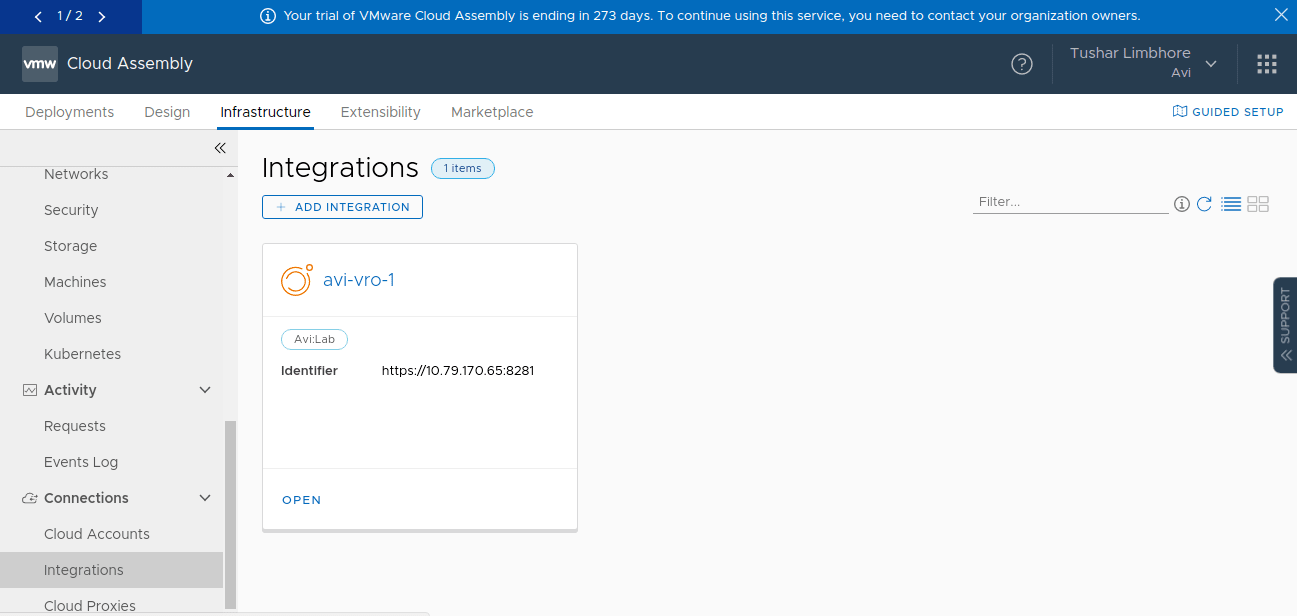 1 / 2
Your trial of VMware Cloud Assembly is ending in 273 days. To continue using this service, you need to contact your organization owners.
vmw Cloud Assembly
Tushar Limbhore
Avi
Deployments Design Infrastructure Extensibility Marketplace
GUIDED SETUP
Networks
Security
Storage
Machines
Volumes
Kubernetes
Activity
Requests
Events Log
Connections
Cloud Accounts
Integrations
Cloud Proxies
Integrations 1 items
+ ADD INTEGRATION
Filter...
avi-vro-1
Avi:Lab
Identifier https://10.79.170.65:8281
OPEN
SUPPORT